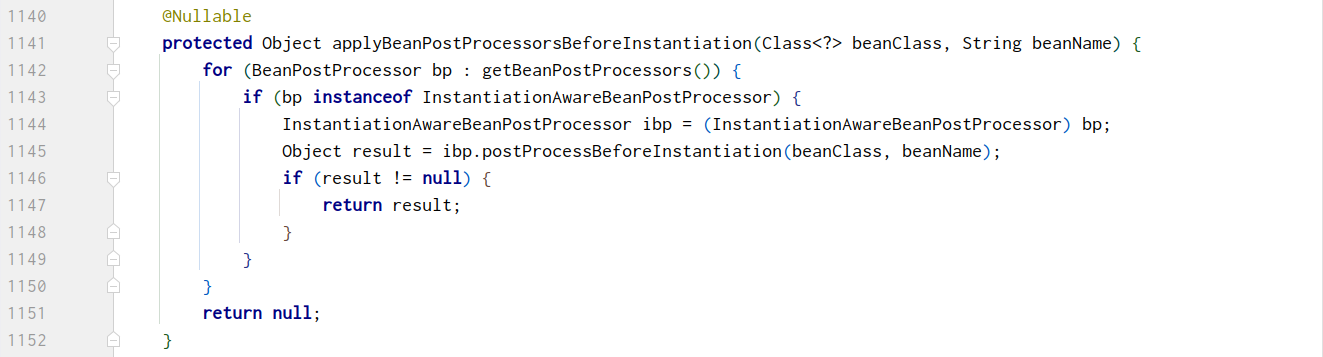 1140 @Nullable
1141 protected Object applyBeanPostProcessorsBeforeInstantiation(Class<?> beanClass, String beanName) {
1142 for (BeanPostProcessor bp : getBeanPostProcessors()) {
1143 if (bp instanceof InstantiationAwareBeanPostProcessor) {
1144 InstantiationAwareBeanPostProcessor ibp = (InstantiationAwareBeanPostProcessor) bp;
1145 Object result = ibp.postProcessBeforeInstantiation(beanClass, beanName);
1146 if (result != null) {
1147 return result;
1148 }
1149 }
1150 }
1151 return null;
1152 }